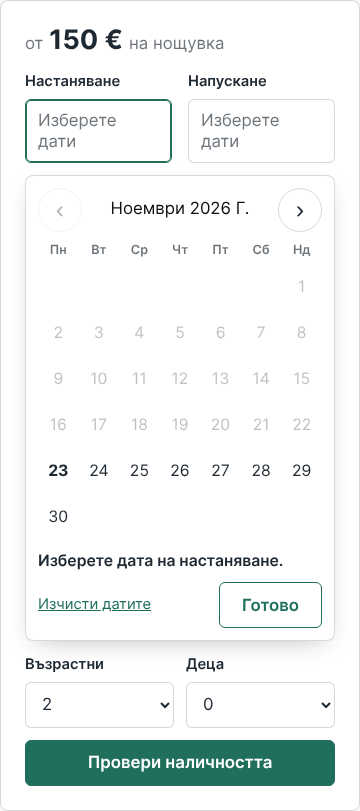 от 150 € на нощувка
Настаняване Напускане
Изберете Изберете
дати дати
‹ Ноември 2026 Г. ›
Пн Вт Ср Чт Пт Сб Нд
1
2 3 4 5 6 7 8
9 10 11 12 13 14 15
16 17 18 19 20 21 22
23 24 25 26 27 28 29
30
Изберете дата на настаняване.
Изчисти датите Готово
Възрастни Деца
2 0
Провери наличността